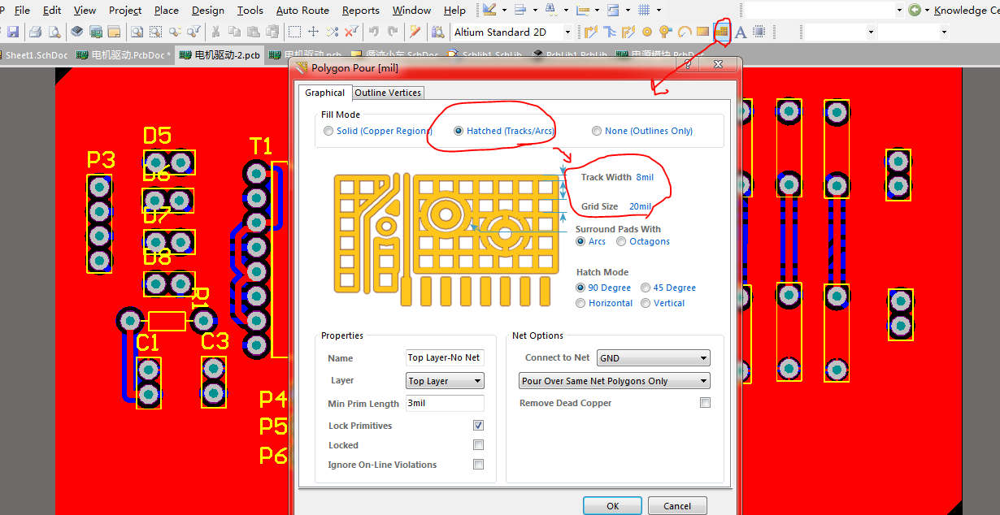 P File Edit View Project Place Design Tools Auto Route Reports Window Help Knowledge Ce
Altium Standard 2D
Sheet1.SchDoc 电机驱动.PcbDoc * 电机驱动-2.pcb 电机驱动.pcb 循迹小车.SchDoc Schlib1.SchLib PcbLib1.PcbLib 电源模块.PcbDoc
Polygon Pour [mil]
Graphical Outline Vertices
Fill Mode
Solid (Copper Regions) Hatched (Tracks/Arcs) None (Outlines Only)
Track Width 8mil
Grid Size 20mil
Surround Pads With
Arcs Octagons
Hatch Mode
90 Degree 45 Degree
Horizontal Vertical
Properties
Name Top Layer-No Net
Layer Top Layer
Min Prim Length 3mil
Lock Primitives
Locked
Ignore On-Line Violations
Net Options
Connect to Net GND
Pour Over Same Net Polygons Only
Remove Dead Copper
OK Cancel
D5
P3
T1
D6
D7
D8
R1
C1
C3
P4
P5
P6